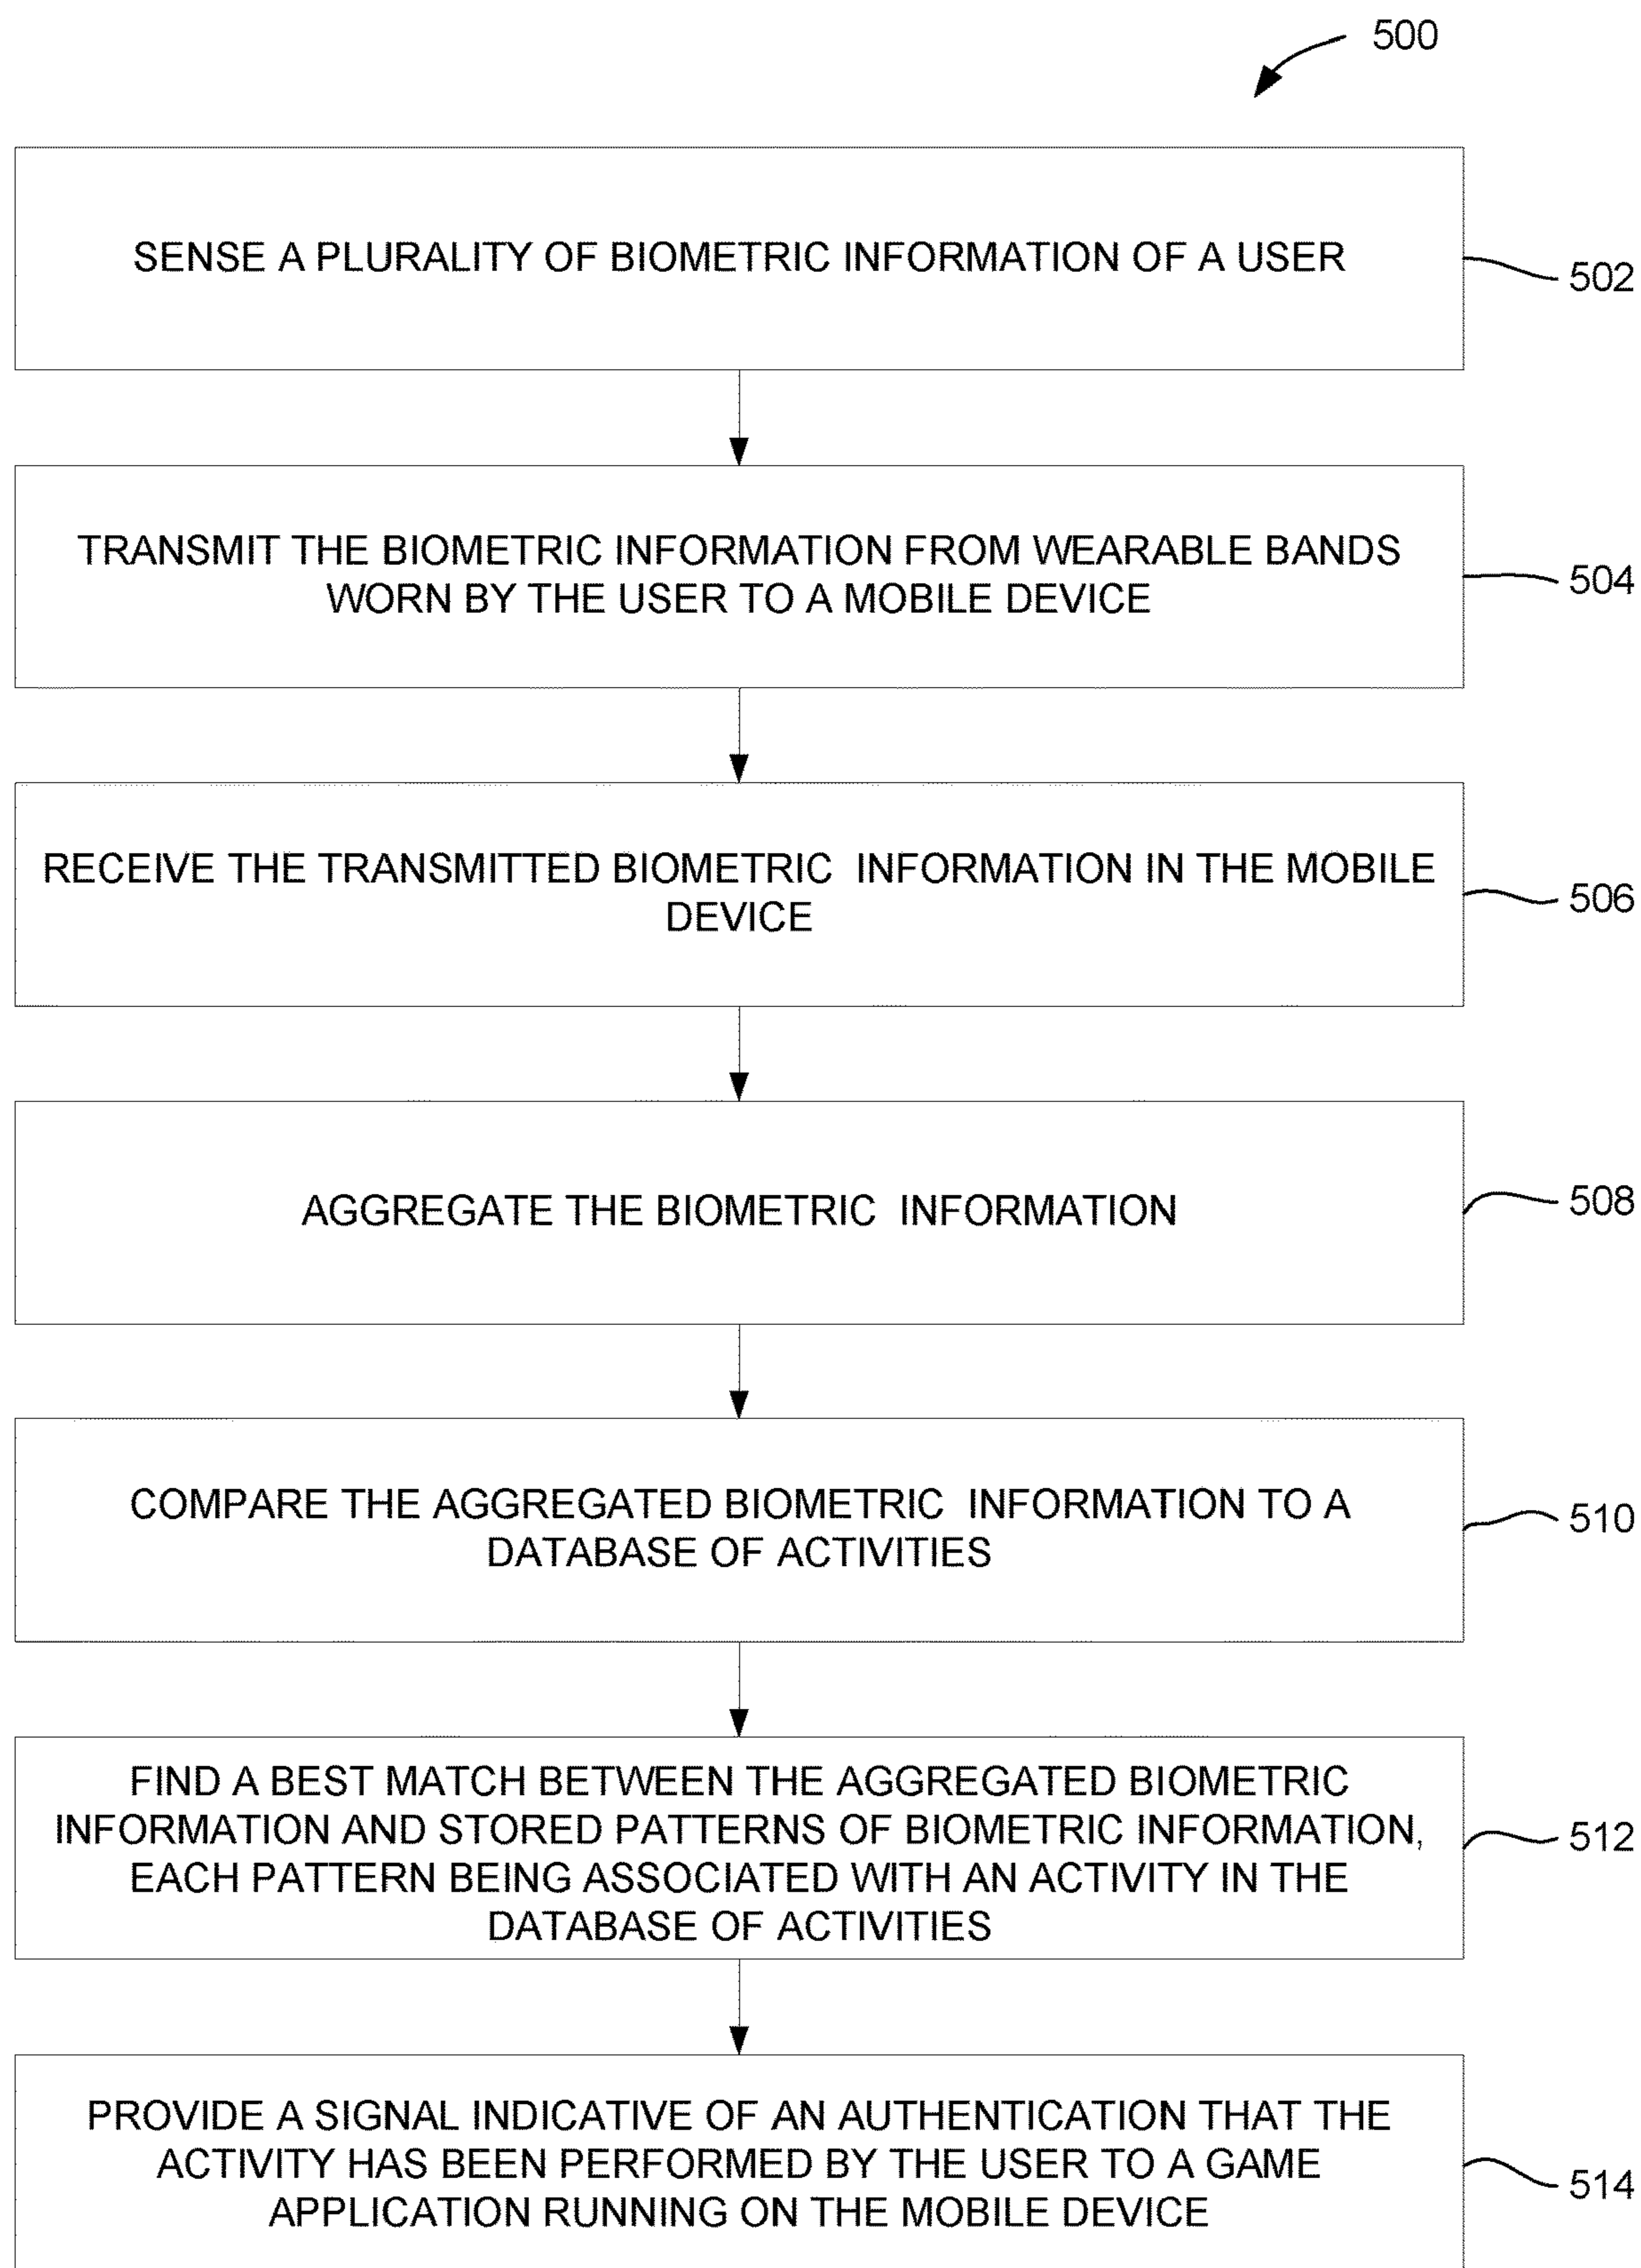 500
SENSE A PLURALITY OF BIOMETRIC INFORMATION OF A USER
502
TRANSMIT THE BIOMETRIC INFORMATION FROM WEARABLE BANDS
WORN BY THE USER TO A MOBILE DEVICE
504
RECEIVE THE TRANSMITTED BIOMETRIC INFORMATION IN THE MOBILE
DEVICE
506
AGGREGATE THE BIOMETRIC INFORMATION
508
COMPARE THE AGGREGATED BIOMETRIC INFORMATION TO A
DATABASE OF ACTIVITIES
510
FIND A BEST MATCH BETWEEN THE AGGREGATED BIOMETRIC
INFORMATION AND STORED PATTERNS OF BIOMETRIC INFORMATION,
EACH PATTERN BEING ASSOCIATED WITH AN ACTIVITY IN THE
DATABASE OF ACTIVITIES
512
PROVIDE A SIGNAL INDICATIVE OF AN AUTHENTICATION THAT THE
ACTIVITY HAS BEEN PERFORMED BY THE USER TO A GAME
APPLICATION RUNNING ON THE MOBILE DEVICE
514